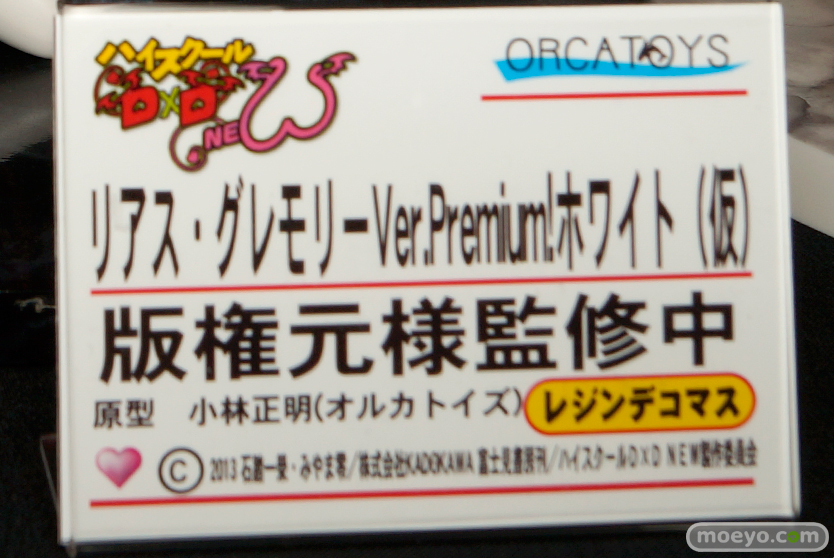 ハイスクール
D×D
NEW
ORCATOYS
リアス・グレモリーVer.Premium!ホワイト(仮)
版権元様監修中
原型 小林正明(オルカトイズ) レジンデコマス
©2013 石踏一榮・みやま零/株式会社KADOKAWA 富士見書房刊/ハイスクールD×D NEW製作委員会
moeyo.com